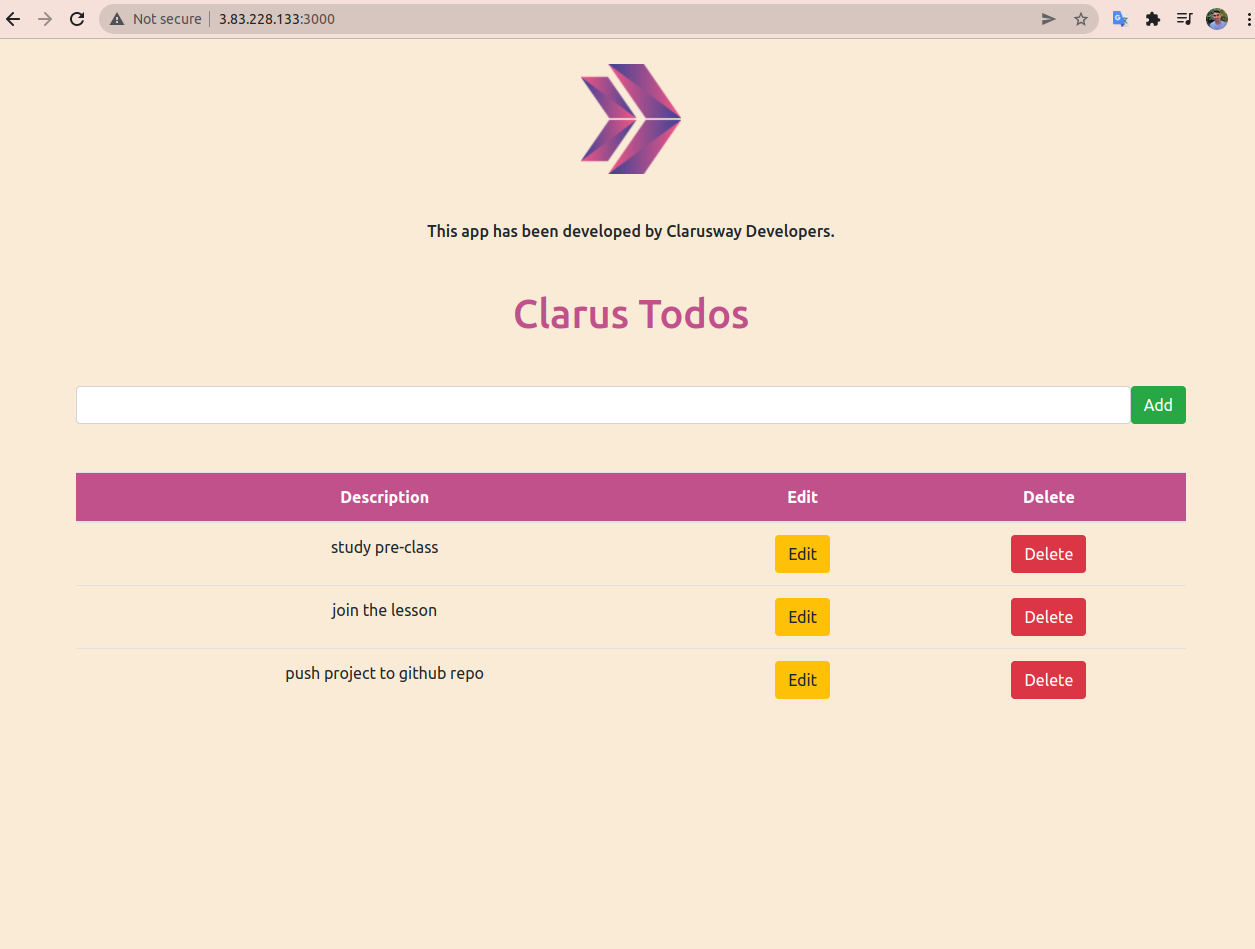 Not secure 3.83.228.133:3000
This app has been developed by Clarusway Developers.
Clarus Todos
Add
Description Edit Delete
study pre-class Edit Delete
join the lesson Edit Delete
push project to github repo Edit Delete